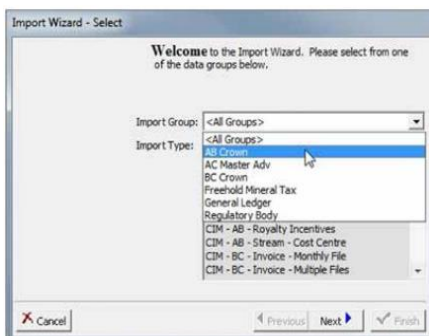 Import Wizard - Select
Welcome to the Import Wizard. Please select from one
of the data groups below.
Import Group: <All Groups>
Import Type:
<All Groups>
AB Crown
AC Master Adv
BC Crown
Freehold Mineral Tax
General Ledger
Regulatory Body
CIM - AB - Royalty Incentives
CIM - AB - Stream - Cost Centre
CIM - BC - Invoice - Monthly File
CIM - BC - Invoice - Multiple Files
Cancel Previous Next Finish